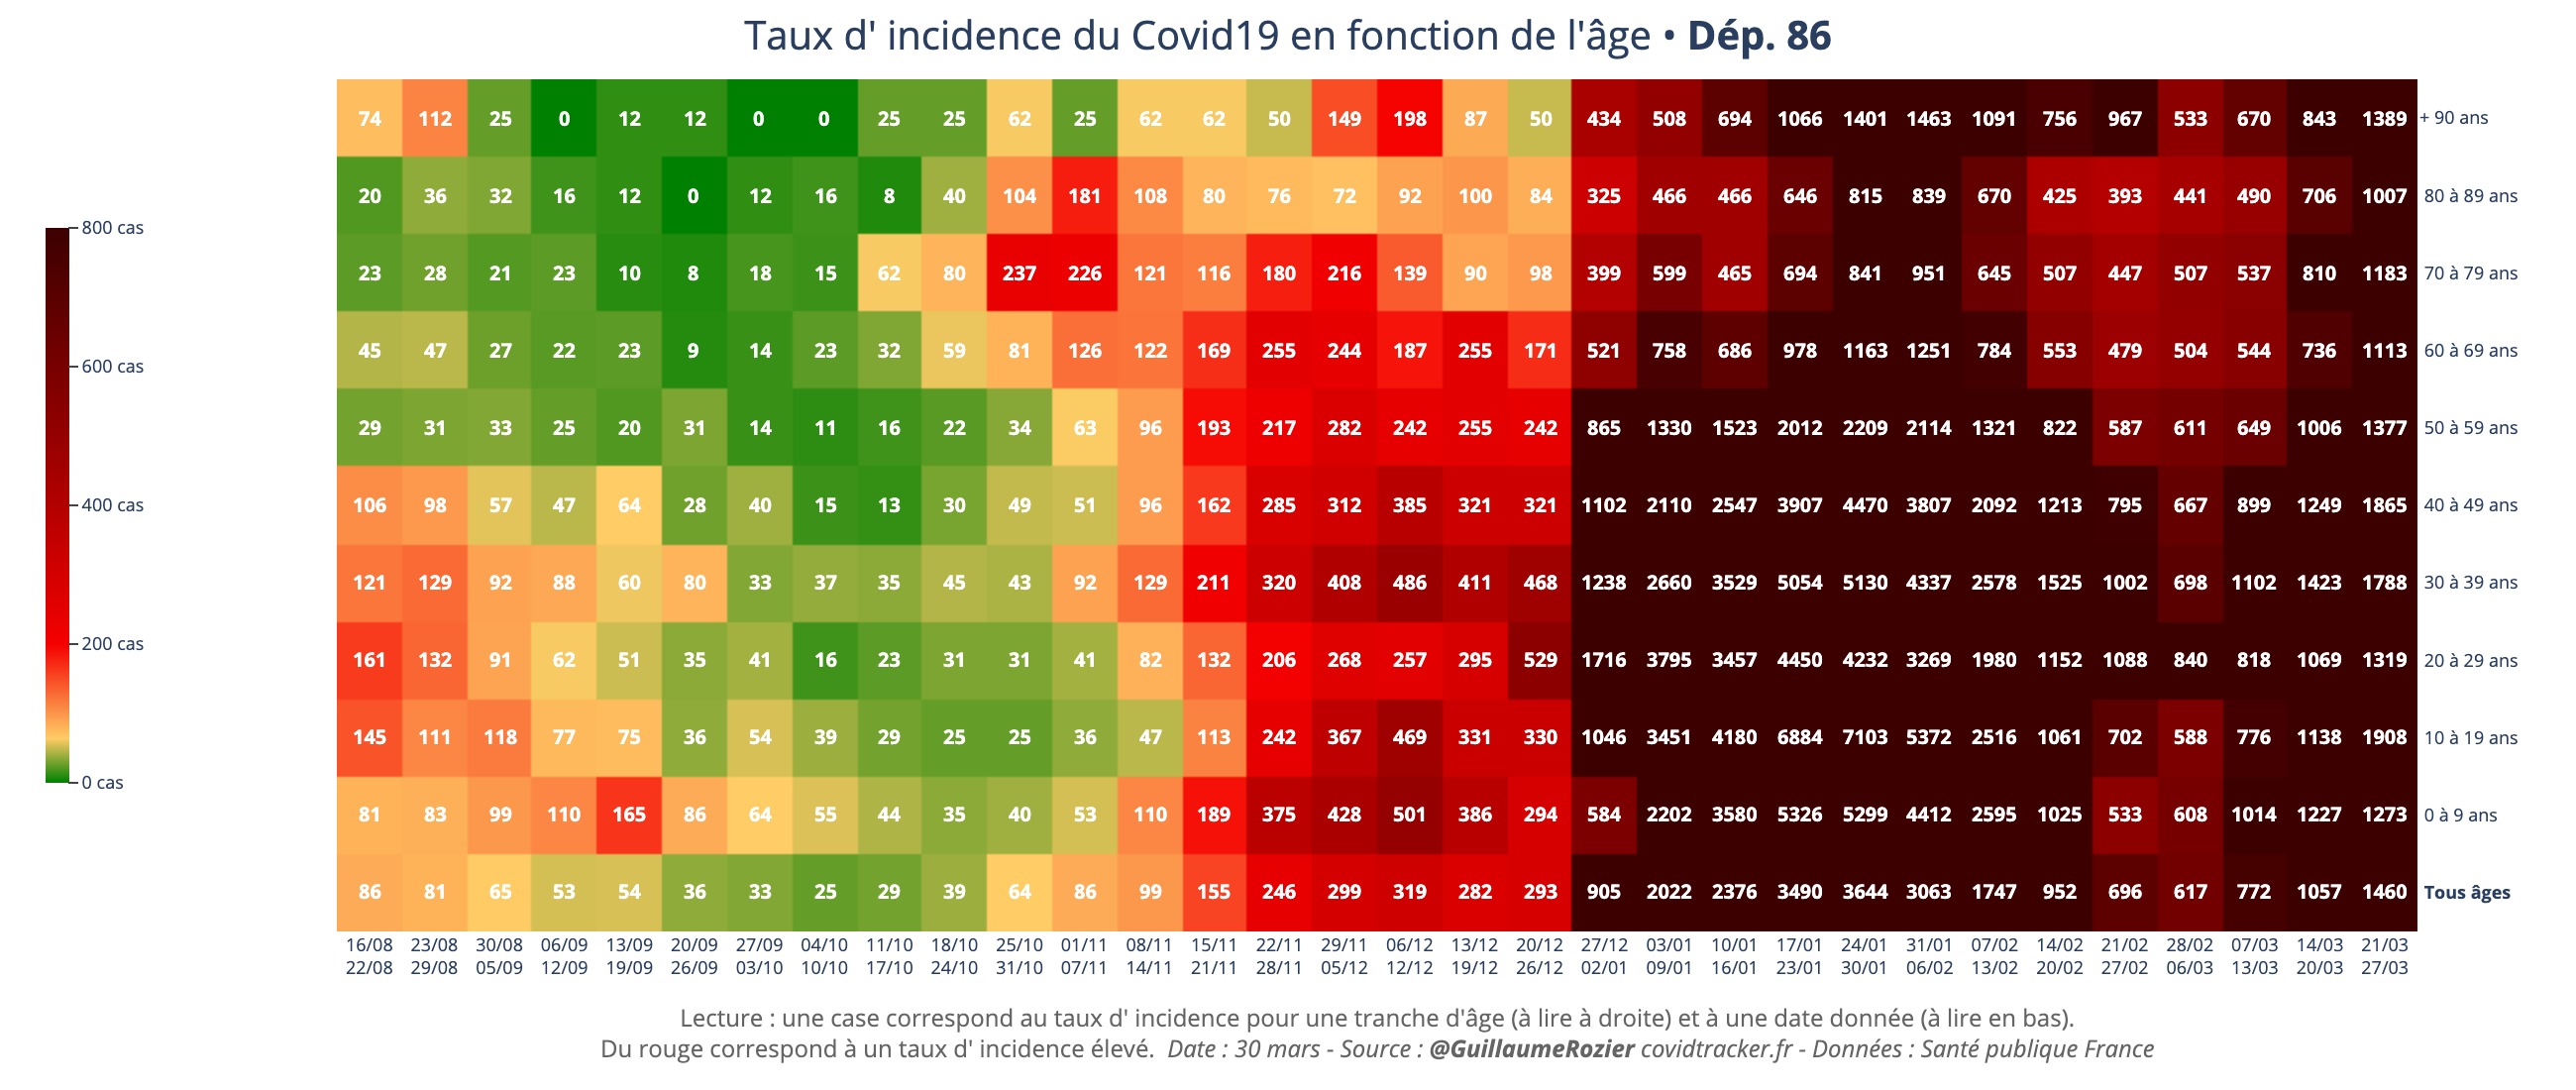 Taux d' incidence du Covid19 en fonction de l'âge • Dép. 86
74 112 25 0 12 12 0 0 25 25 62 25 62 62 50 149 198 87 50 434 508 694 1066 1401 1463 1091 756 967 533 670 843 1389 + 90 ans
20 36 32 16 12 0 12 16 8 40 104 181 108 80 76 72 92 100 84 325 466 466 646 815 839 670 425 393 441 490 706 1007 80 à 89 ans
800 cas
23 28 21 23 10 8 18 15 62 80 237 226 121 116 180 216 139 90 98 399 599 465 694 841 951 645 507 447 507 537 810 1183 70 à 79 ans
45 47 27 22 23 9 14 23 32 59 81 126 122 169 255 244 187 255 171 521 758 686 978 1163 1251 784 553 479 504 544 736 1113 60 à 69 ans
600 cas
29 31 33 25 20 31 14 11 16 22 34 63 96 193 217 282 242 255 242 865 1330 1523 2012 2209 2114 1321 822 587 611 649 1006 1377 50 à 59 ans
400 cas
106 98 57 47 64 28 40 15 13 30 49 51 96 162 285 312 385 321 321 1102 2110 2547 3907 4470 3807 2092 1213 795 667 899 1249 1865 40 à 49 ans
121 129 92 88 60 80 33 37 35 45 43 92 129 211 320 408 486 411 468 1238 2660 3529 5054 5130 4337 2578 1525 1002 698 1102 1423 1788 30 à 39 ans
200 cas
161 132 91 62 51 35 41 16 23 31 31 41 82 132 206 268 257 295 529 1716 3795 3457 4450 4232 3269 1980 1152 1088 840 818 1069 1319 20 à 29 ans
145 111 118 77 75 36 54 39 29 25 25 36 47 113 242 367 469 331 330 1046 3451 4180 6884 7103 5372 2516 1061 702 588 776 1138 1908 10 à 19 ans
0 cas
81 83 99 110 165 86 64 55 44 35 40 53 110 189 375 428 501 386 294 584 2202 3580 5326 5299 4412 2595 1025 533 608 1014 1227 1273 0 à 9 ans
86 81 65 53 54 36 33 25 29 39 64 86 99 155 246 299 319 282 293 905 2022 2376 3490 3644 3063 1747 952 696 617 772 1057 1460 Tous âges
16/08 23/08 30/08 06/09 13/09 20/09 27/09 04/10 11/10 18/10 25/10 01/11 08/11 15/11 22/11 29/11 06/12 13/12 20/12 27/12 03/01 10/01 17/01 24/01 31/01 07/02 14/02 21/02 28/02 07/03 14/03 21/03
22/08 29/08 05/09 12/09 19/09 26/09 03/10 10/10 17/10 24/10 31/10 07/11 14/11 21/11 28/11 05/12 12/12 19/12 26/12 02/01 09/01 16/01 23/01 30/01 06/02 13/02 20/02 27/02 06/03 13/03 20/03 27/03
Lecture : une case correspond au taux d' incidence pour une tranche d'âge (à lire à droite) et à une date donnée (à lire en bas).
Du rouge correspond à un taux d' incidence élevé. Date : 30 mars - Source : @GuillaumeRozier covidtracker.fr - Données : Santé publique France